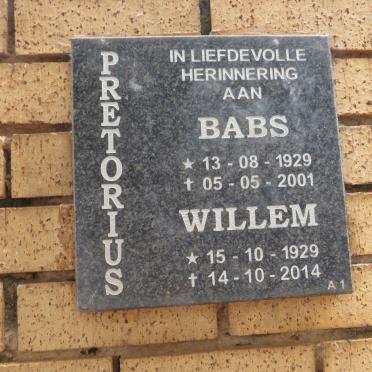 PRETORIUS
IN LIEFDEVOLLE
HERINNERING
AAN
BABS
★ 13 - 08 - 1929
✝ 05 - 05 - 2001
WILLEM
★ 15 - 10 - 1929
✝ 14 - 10 - 2014
A 1